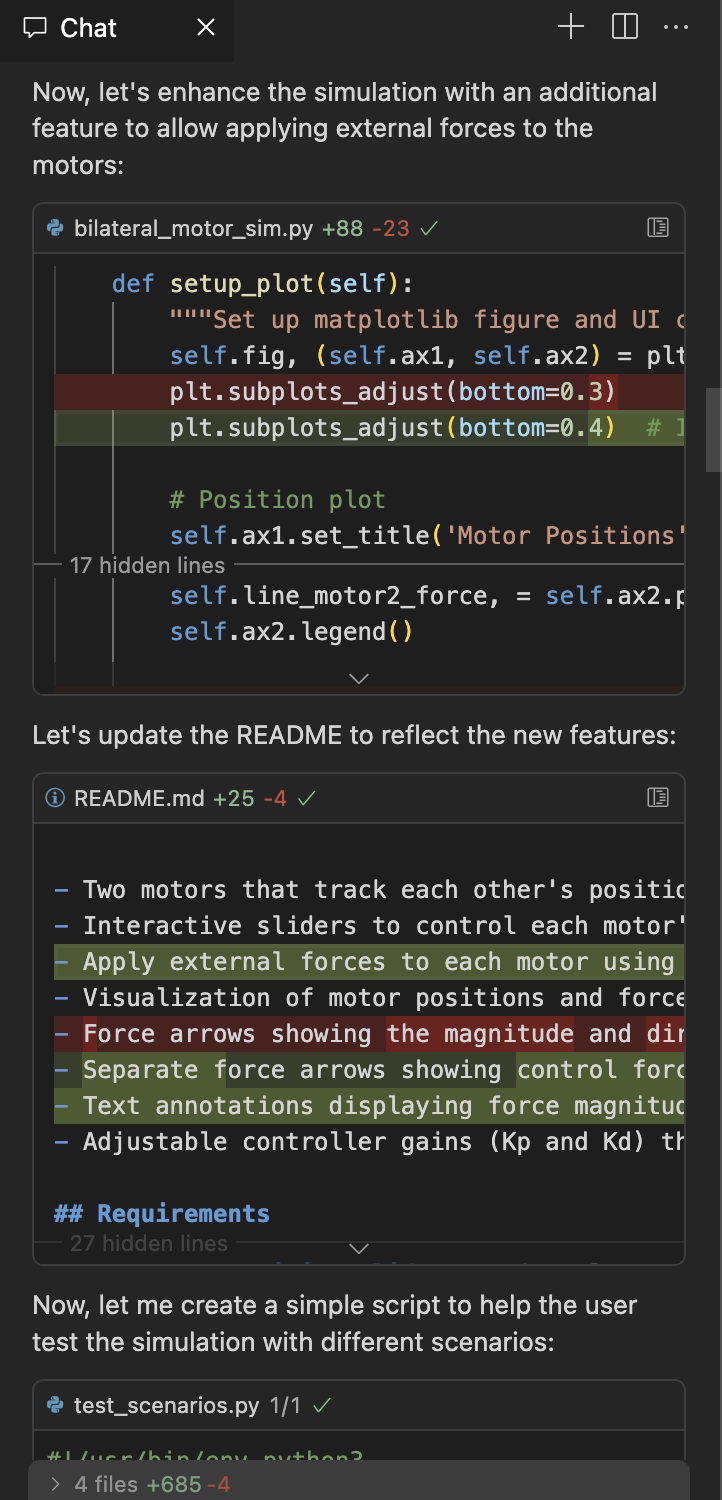 Chat
Now, let's enhance the simulation with an additional
feature to allow applying external forces to the
motors:
bilateral_motor_sim.py +88 -23
def setup_plot(self):
"""Set up matplotlib figure and UI
self.fig, (self.ax1, self.ax2) = plt
plt.subplots_adjust(bottom=0.3)
plt.subplots_adjust(bottom=0.4) #
# Position plot
self.ax1.set_title('Motor Positions'
17 hidden lines
self.line_motor2_force, = self.ax2.p
self.ax2.legend()
Let's update the README to reflect the new features:
README.md +25 -4
- Two motors that track each other's positio
- Interactive sliders to control each motor'
- Apply external forces to each motor using
- Visualization of motor positions and force
- Force arrows showing the magnitude and dir
- Separate force arrows showing control forc
- Text annotations displaying force magnitud
- Adjustable controller gains (Kp and Kd) th
## Requirements
27 hidden lines
Now, let me create a simple script to help the user
test the simulation with different scenarios:
test_scenarios.py 1/1
#!/usr/bin/env python3
4 files +685 -4